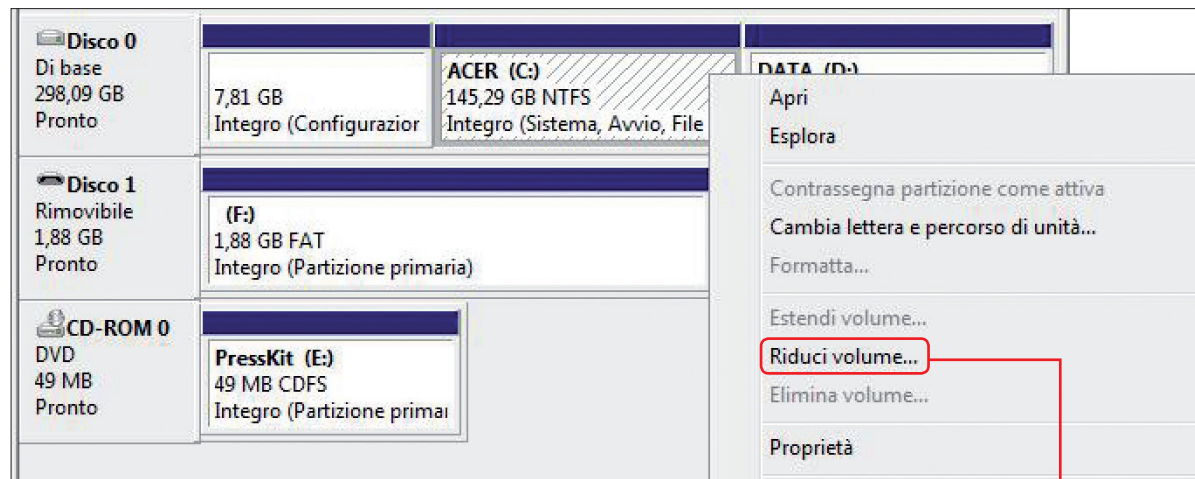 Disco 0
Di base
298,09 GB
Pronto
7,81 GB
Integro (Configurazior
ACER (C:)
145,29 GB NTFS
Integro (Sistema, Avvio, File
DATA (D:)
Disco 1
Rimovibile
1,88 GB
Pronto
(F:)
1,88 GB FAT
Integro (Partizione primaria)
CD-ROM 0
DVD
49 MB
Pronto
PressKit (E:)
49 MB CDFS
Integro (Partizione primai
Apri
Esplora
Contrassegna partizione come attiva
Cambia lettera e percorso di unità...
Formatta...
Estendi volume...
Riduci volume...
Elimina volume...
Proprietà